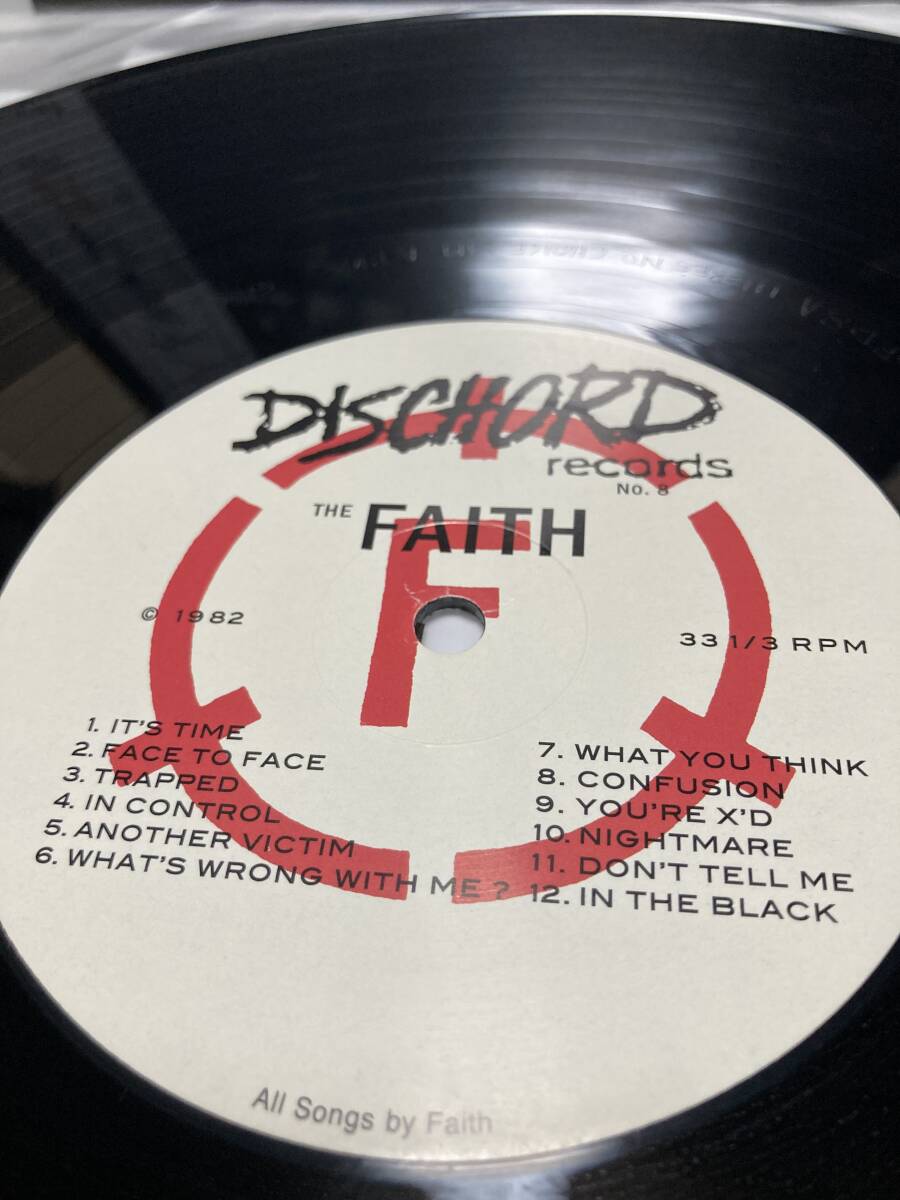 DISCHORD
records
No. 8
THE FAITH
F
© 1982
33 1/3 RPM
1. IT'S TIME
2. FACE TO FACE
3. TRAPPED
4. IN CONTROL
5. ANOTHER VICTIM
6. WHAT'S WRONG WITH ME ?
7. WHAT YOU THINK
8. CONFUSION
9. YOU'RE X'D
10. NIGHTMARE
11. DON'T TELL ME
12. IN THE BLACK
All Songs by Faith